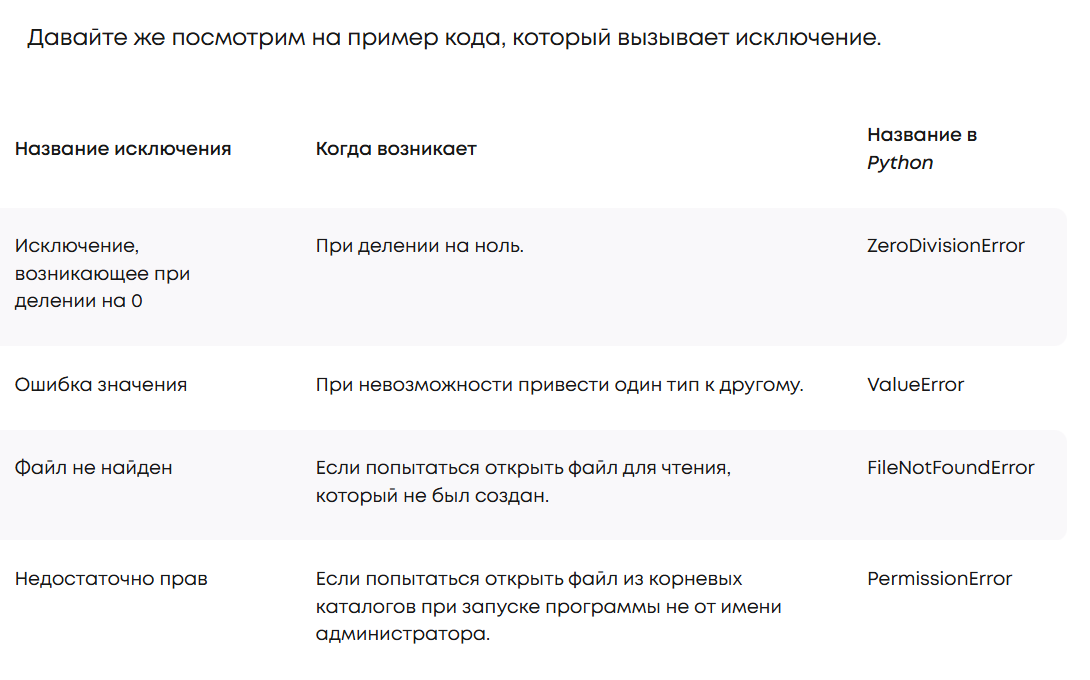 Давайте же посмотрим на пример кода, который вызывает исключение.
Название исключения
Когда возникает
Название в
Python
Исключение,
возникающее при
делении на 0
При делении на ноль.
ZeroDivisionError
Ошибка значения
При невозможности привести один тип к другому.
ValueError
Файл не найден
Если попытаться открыть файл для чтения,
который не был создан.
FileNotFoundError
Недостаточно прав
Если попытаться открыть файл из корневых
каталогов при запуске программы не от имени
администратора.
PermissionError